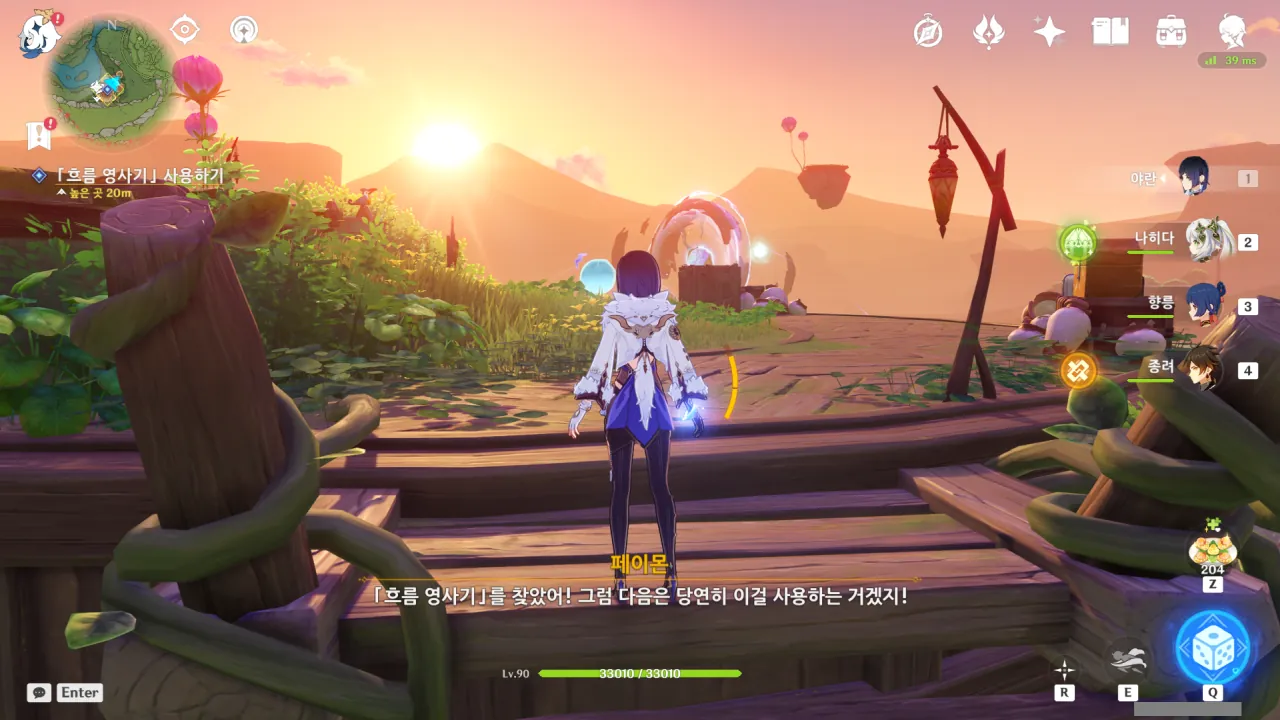 N
39 ms
「흐름 영사기」 사용하기
높은 곳 20m
야란
1
나히다
2
향릉
3
종려
4
페이몬
「흐름 영사기」를 찾았어! 그럼 다음은 당연히 이걸 사용하는 거겠지!
204
Z
Lv.90
33010 / 33010
Enter
R
E
Q